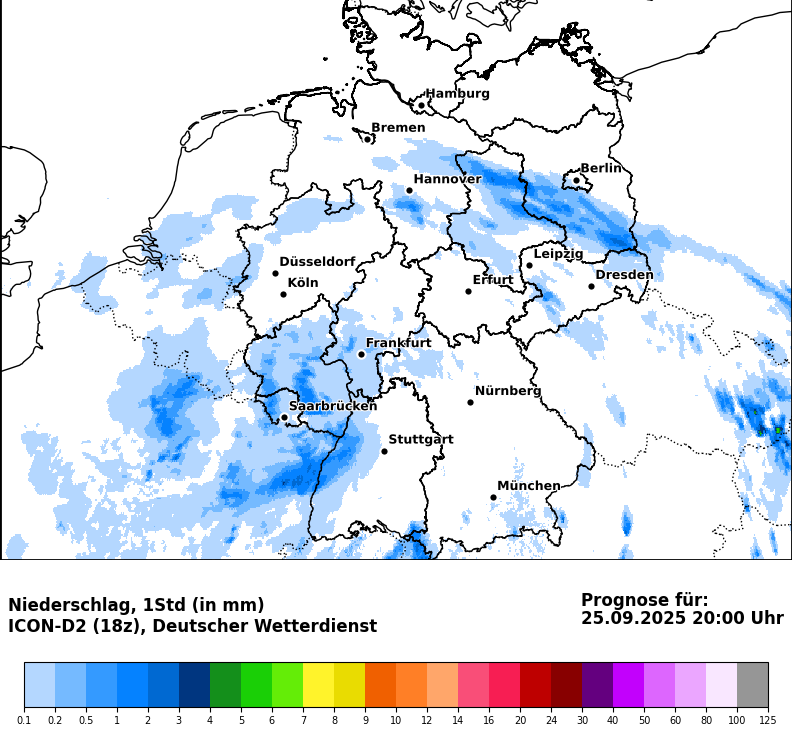 Hamburg
Bremen
Berlin
Hannover
Leipzig
Düsseldorf
Dresden
Erfurt
Köln
Frankfurt
Nürnberg
Saarbrücken
Stuttgart
München
Niederschlag, 1Std (in mm)
ICON-D2 (18z), Deutscher Wetterdienst
Prognose für:
25.09.2025 20:00 Uhr
0.1 0.2 0.5 1 2 3 4 5 6 7 8 9 10 12 14 16 20 24 30 40 50 60 80 100 125